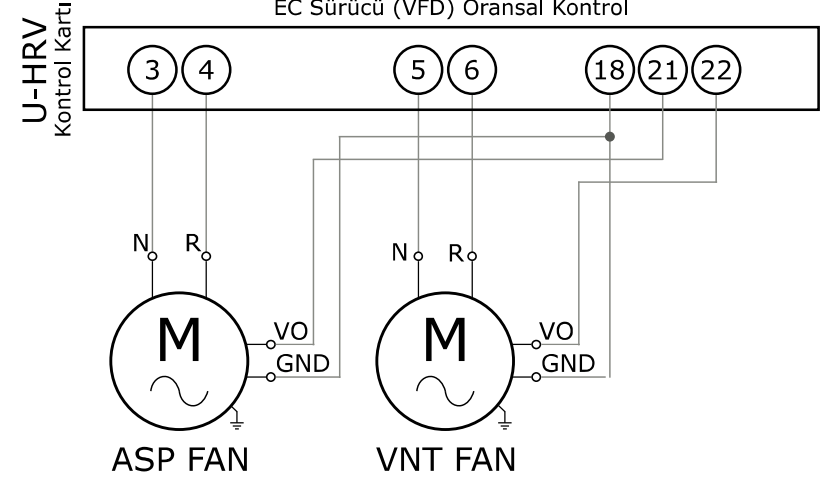 EC Sürücü (VFD) Oransal Kontrol
U-HRV
Kontrol Kartı
3 4 5 6 18 21 22
N R N R
M M
VO VO
GND GND
ASP FAN VNT FAN